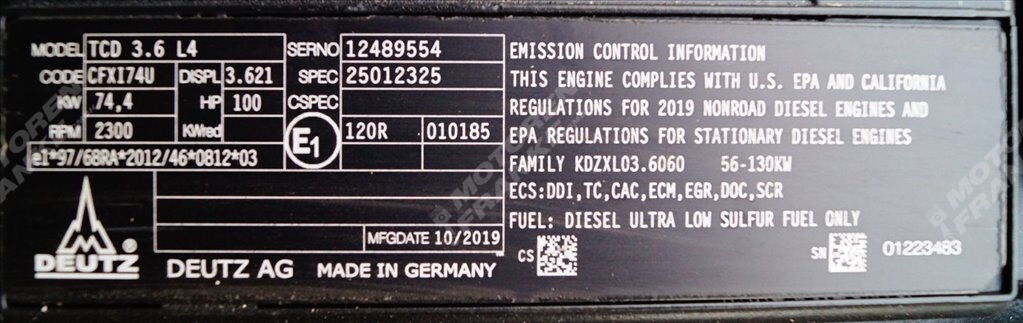 MODEL TCD 3.6 L4 SERNO 12489554
CODE CFXI74U DISPL 3.621 SPEC 25012325
KW 74,4 HP 100 CSPEC
RPM 2300 KWred E1 120R 010185
e1*97/68RA*2012/46*0812*03
MFGDATE 10/2019
DEUTZ DEUTZ AG MADE IN GERMANY
EMISSION CONTROL INFORMATION
THIS ENGINE COMPLIES WITH U.S. EPA AND CALIFORNIA
REGULATIONS FOR 2019 NONROAD DIESEL ENGINES AND
EPA REGULATIONS FOR STATIONARY DIESEL ENGINES
FAMILY KDZXL03.6060 56-130KW
ECS:DDI,TC,CAC,ECM,EGR,DOC,SCR
FUEL: DIESEL ULTRA LOW SULFUR FUEL ONLY
CS SN 01223483